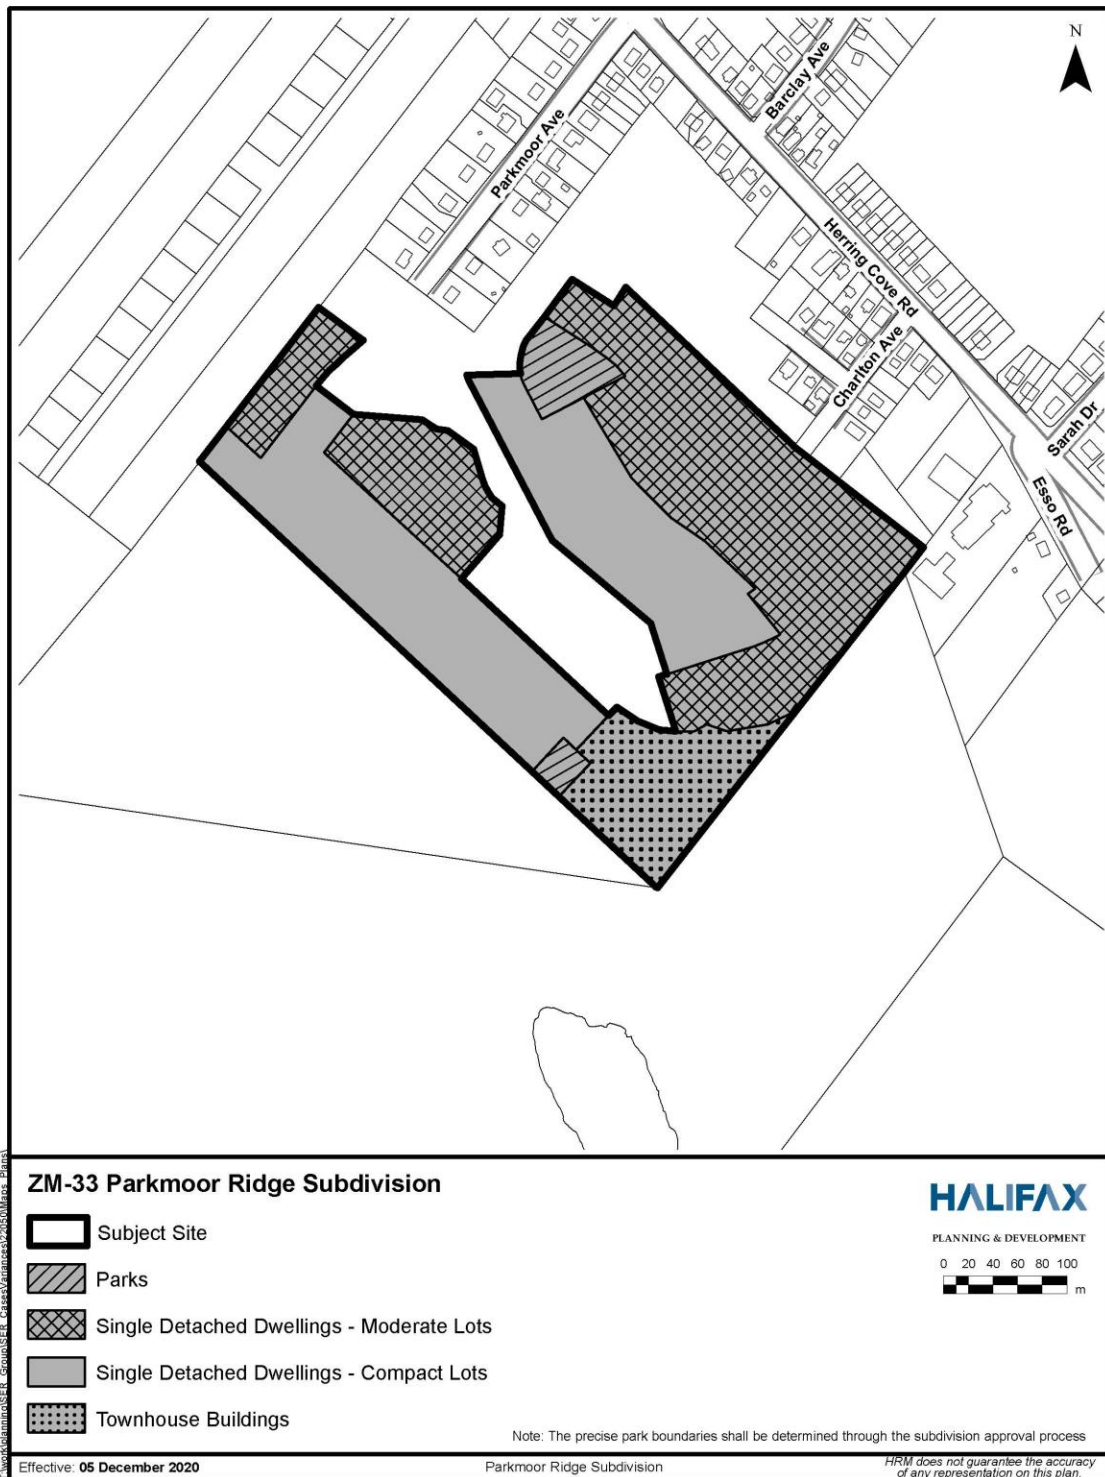 N
Barclay Ave
Parkmoor Ave
Herring Cove Rd
Charlton Ave
Sarah Dr
Esso Rd
ZM-33 Parkmoor Ridge Subdivision
Subject Site
Parks
Single Detached Dwellings - Moderate Lots
Single Detached Dwellings - Compact Lots
Townhouse Buildings
HALIFAX
PLANNING & DEVELOPMENT
0 20 40 60 80 100
m
Note: The precise park boundaries shall be determined through the subdivision approval process
Effective: 05 December 2020
Parkmoor Ridge Subdivision
HRM does not guarantee the accuracy
of any representation on this plan.